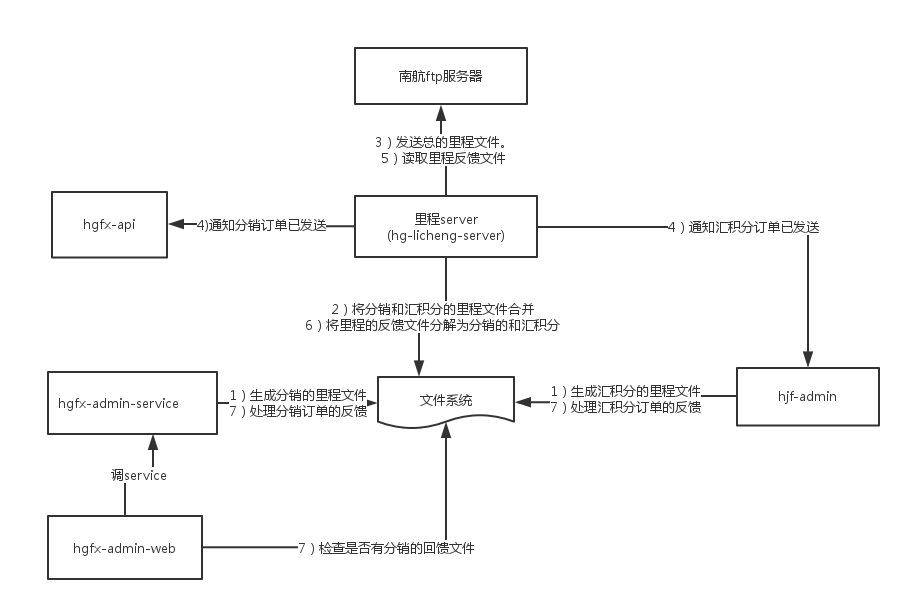 南航ftp服务器
3）发送总的里程文件。
5）读取里程反馈文件
hgfx-api
4)通知分销订单已发送
里程server
(hg-licheng-server)
4）通知汇积分订单已发送
2）将分销和汇积分的里程文件合并
6）将里程的反馈文件分解为分销的和汇积分
hgfx-admin-service
1）生成分销的里程文件
7）处理分销订单的反馈
文件系统
1）生成汇积分的里程文件
7）处理汇积分订单的反馈
hjf-admin
调service
hgfx-admin-web
7）检查是否有分销的回馈文件